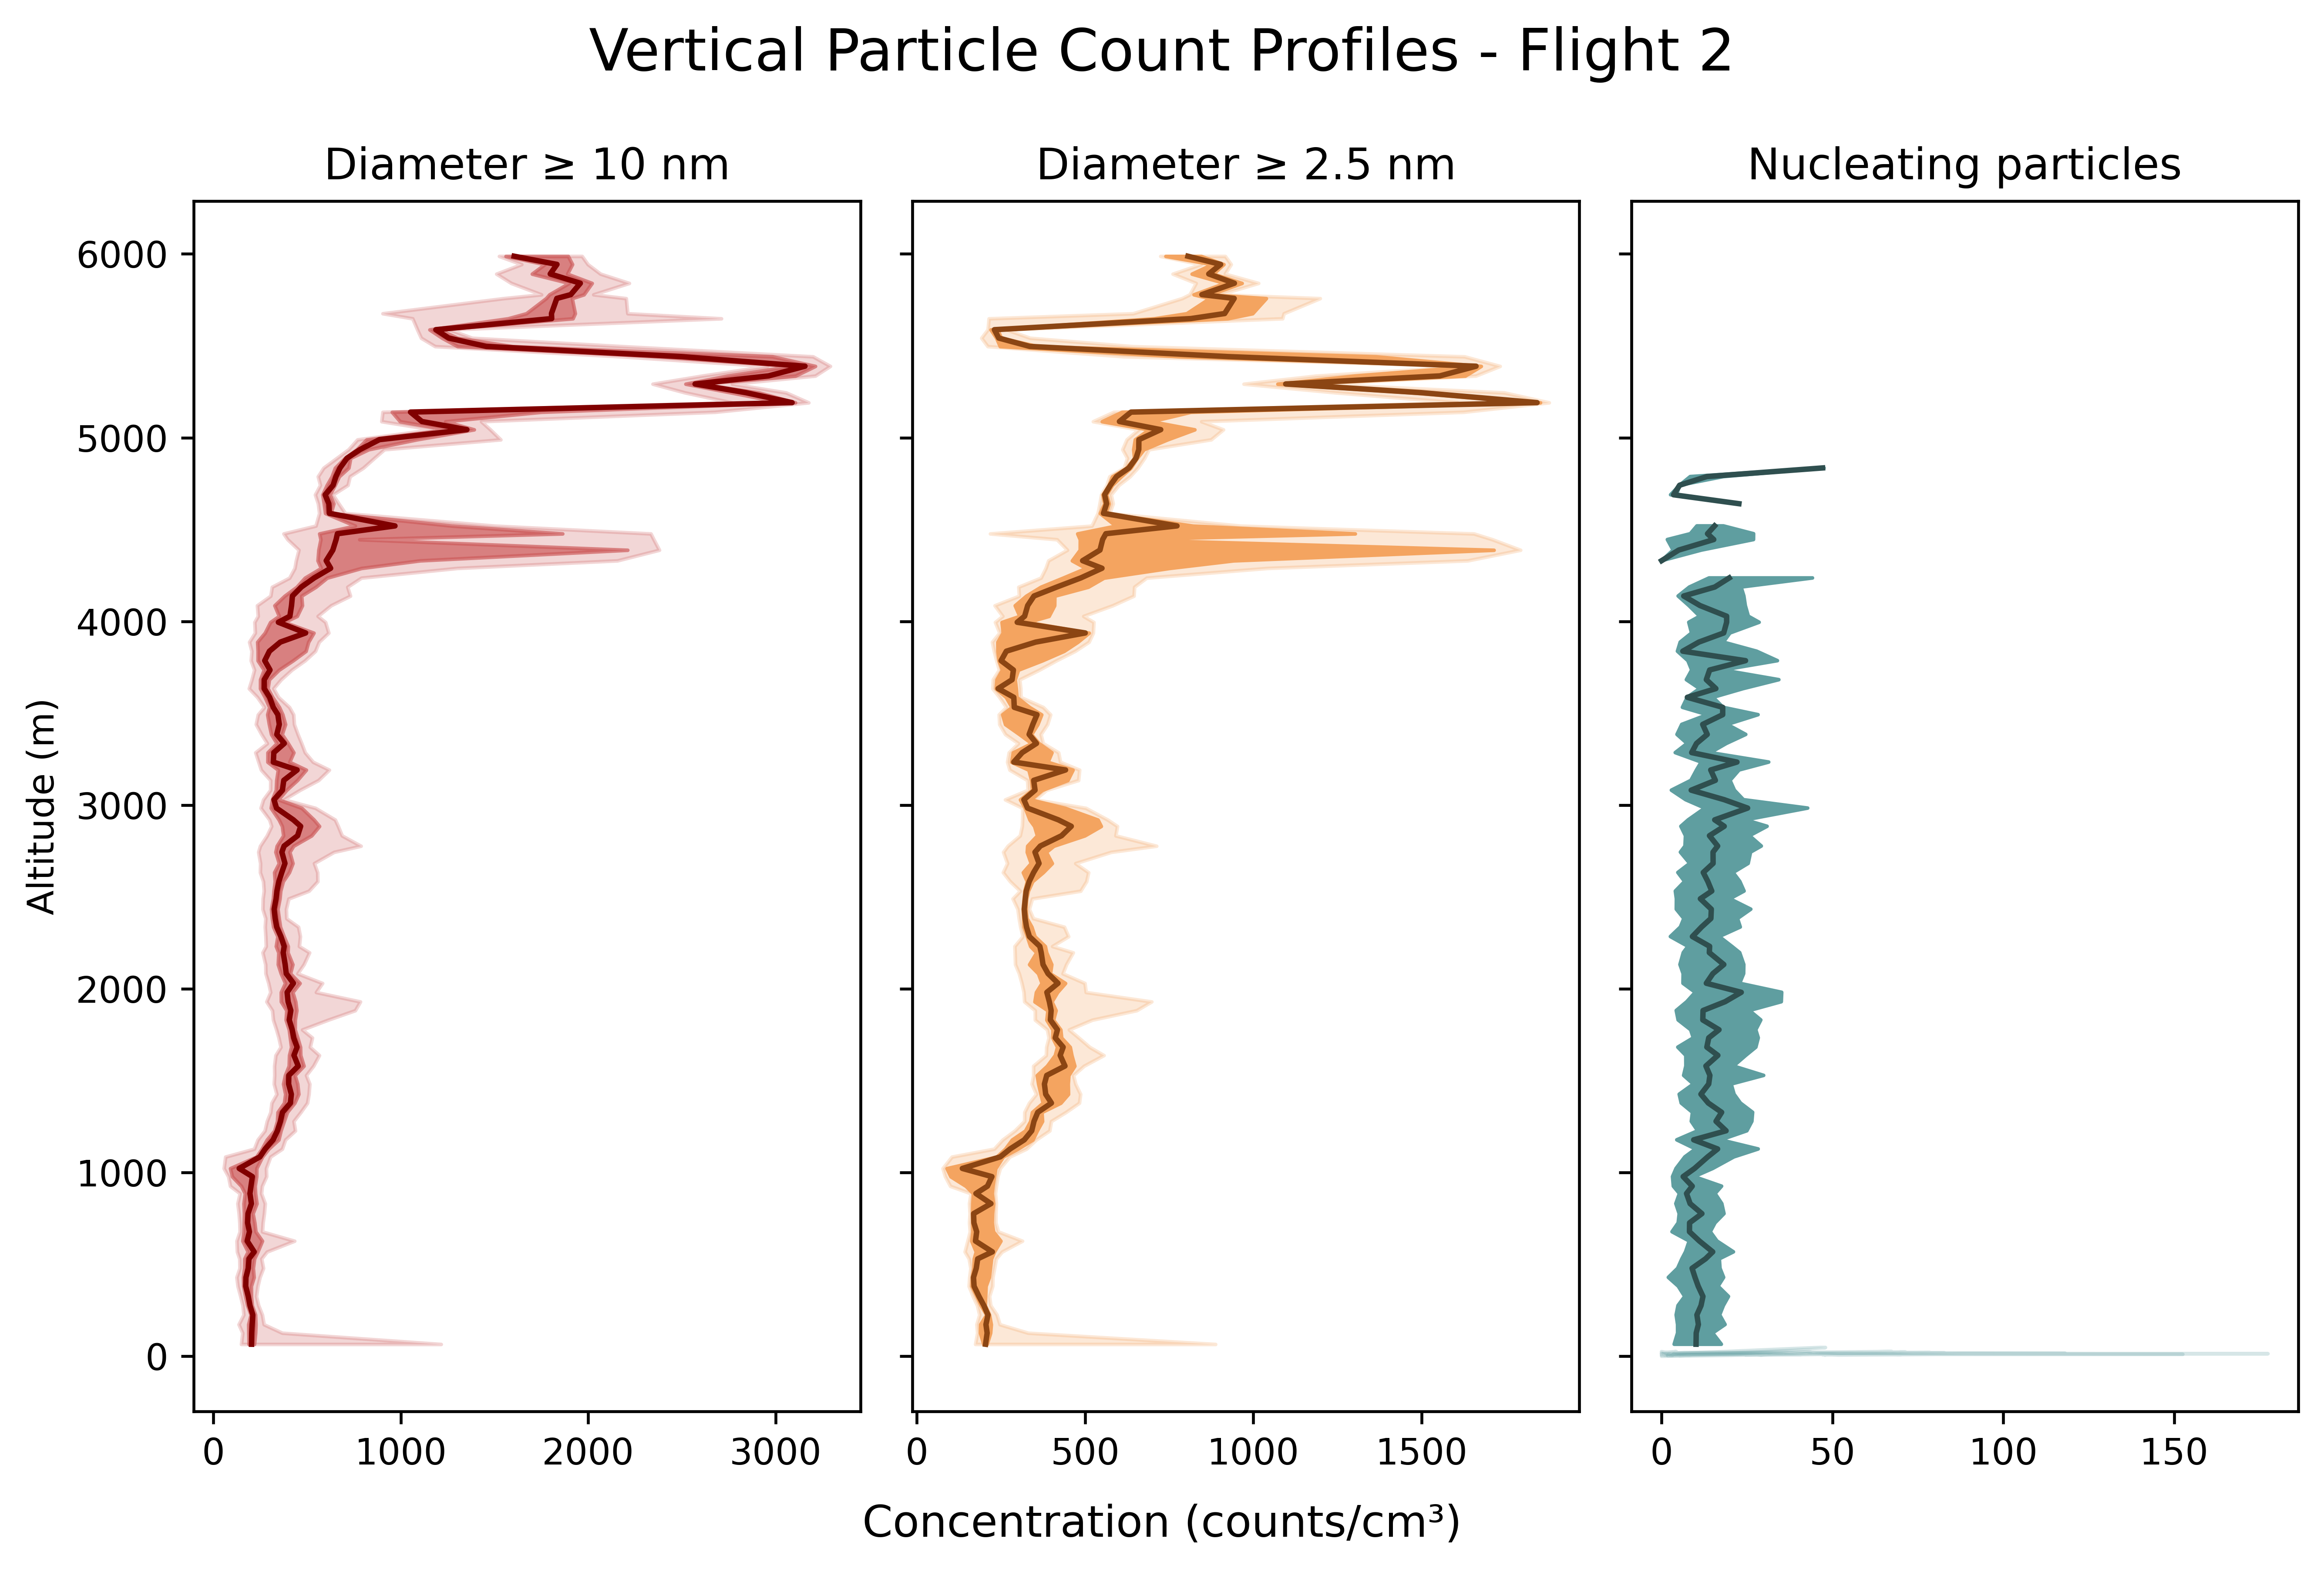 Vertical Particle Count Profiles - Flight 2
Diameter ≥ 10 nm
Diameter ≥ 2.5 nm
Nucleating particles
Altitude (m)
6000
5000
4000
3000
2000
1000
0
0 1000 2000 3000
0 500 1000 1500
0 50 100 150
Concentration (counts/cm³)